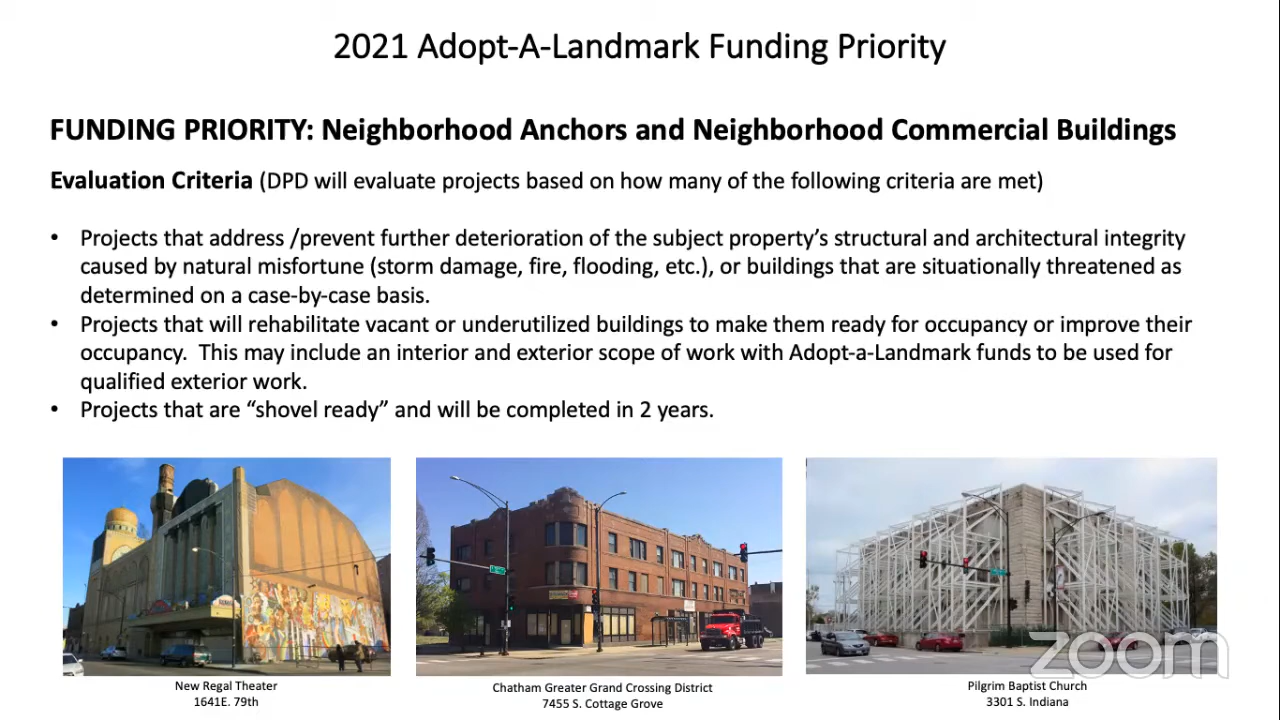 2021 Adopt-A-Landmark Funding Priority
FUNDING PRIORITY: Neighborhood Anchors and Neighborhood Commercial Buildings
Evaluation Criteria (DPD will evaluate projects based on how many of the following criteria are met)
• Projects that address /prevent further deterioration of the subject property’s structural and architectural integrity
caused by natural misfortune (storm damage, fire, flooding, etc.), or buildings that are situationally threatened as
determined on a case-by-case basis.
• Projects that will rehabilitate vacant or underutilized buildings to make them ready for occupancy or improve their
occupancy.  This may include an interior and exterior scope of work with Adopt-a-Landmark funds to be used for
qualified exterior work.
• Projects that are “shovel ready” and will be completed in 2 years.
zoom
New Regal Theater
1641E. 79th
Chatham Greater Grand Crossing District
7455 S. Cottage Grove
Pilgrim Baptist Church
3301 S. Indiana